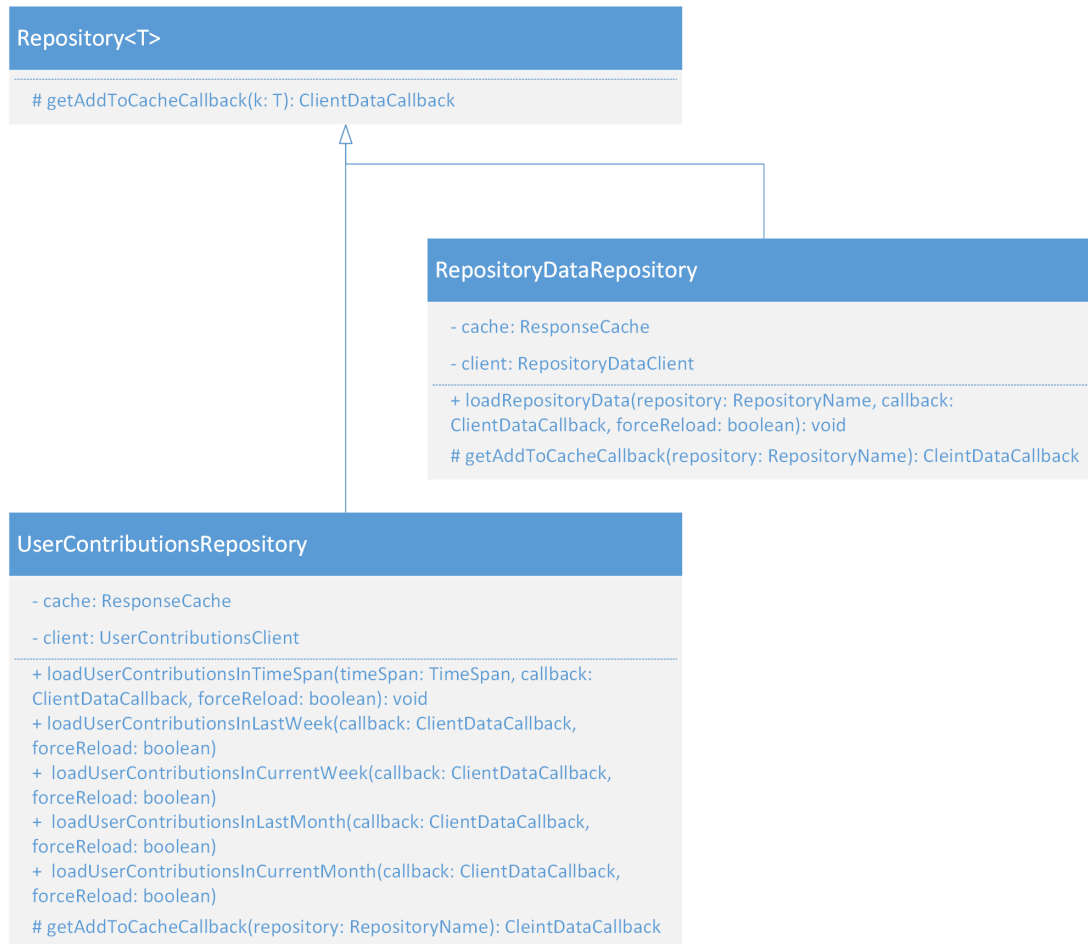 Repository<T>
# getAddToCacheCallback(k: T): ClientDataCallback
RepositoryDataRepository
- cache: ResponseCache
- client: RepositoryDataClient
+ loadRepositoryData(repository: RepositoryName, callback:
ClientDataCallback, forceReload: boolean): void
# getAddToCacheCallback(repository: RepositoryName): CleintDataCallback
UserContributionsRepository
- cache: ResponseCache
- client: UserContributionsClient
+ loadUserContributionsInTimeSpan(timeSpan: TimeSpan, callback:
ClientDataCallback, forceReload: boolean): void
+ loadUserContributionsInLastWeek(callback: ClientDataCallback,
forceReload: boolean)
+  loadUserContributionsInCurrentWeek(callback: ClientDataCallback,
forceReload: boolean)
+  loadUserContributionsInLastMonth(callback: ClientDataCallback,
forceReload: boolean)
+  loadUserContributionsInCurrentMonth(callback: ClientDataCallback,
forceReload: boolean)
# getAddToCacheCallback(repository: RepositoryName): CleintDataCallback